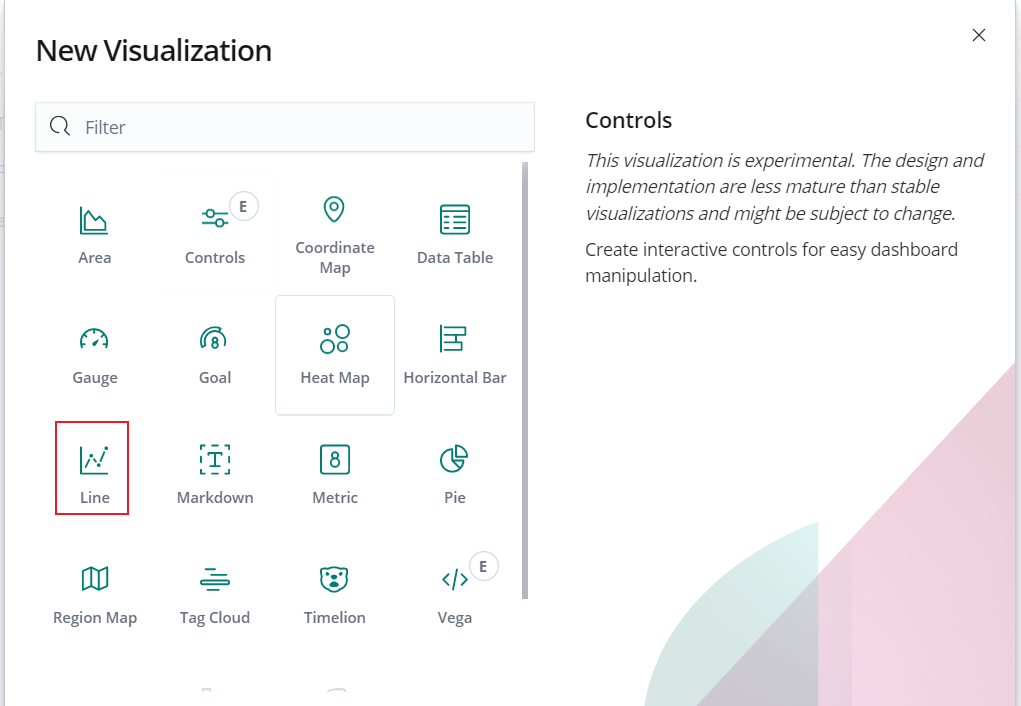 New Visualization
Filter
Controls
This visualization is experimental. The design and
implementation are less mature than stable
visualizations and might be subject to change.
Create interactive controls for easy dashboard
manipulation.
E
Area
Controls
Coordinate
Map
Data Table
8
Gauge
Goal
Heat Map
Horizontal Bar
T
8
Line
Markdown
Metric
Pie
E
Region Map
Tag Cloud
Timelion
Vega